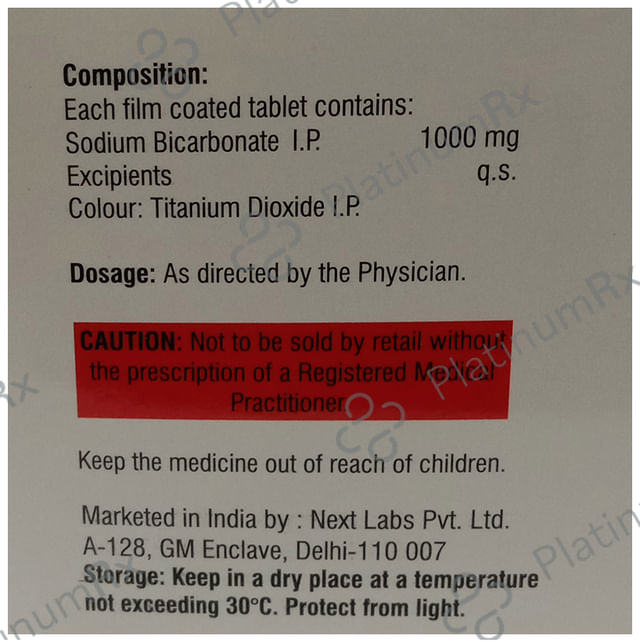 Composition:
Each film coated tablet contains:
Sodium Bicarbonate I.P. 1000 mg
Excipients q.s.
Colour: Titanium Dioxide I.P.
Dosage: As directed by the Physician.
CAUTION: Not to be sold by retail without
the prescription of a Registered Medical
Practitioner.
Keep the medicine out of reach of children.
Marketed in India by : Next Labs Pvt. Ltd.
A-128, GM Enclave, Delhi-110 007
Storage: Keep in a dry place at a temperature
not exceeding 30°C. Protect from light.
PlatinumRx
PlatinumRx
PlatinumRx